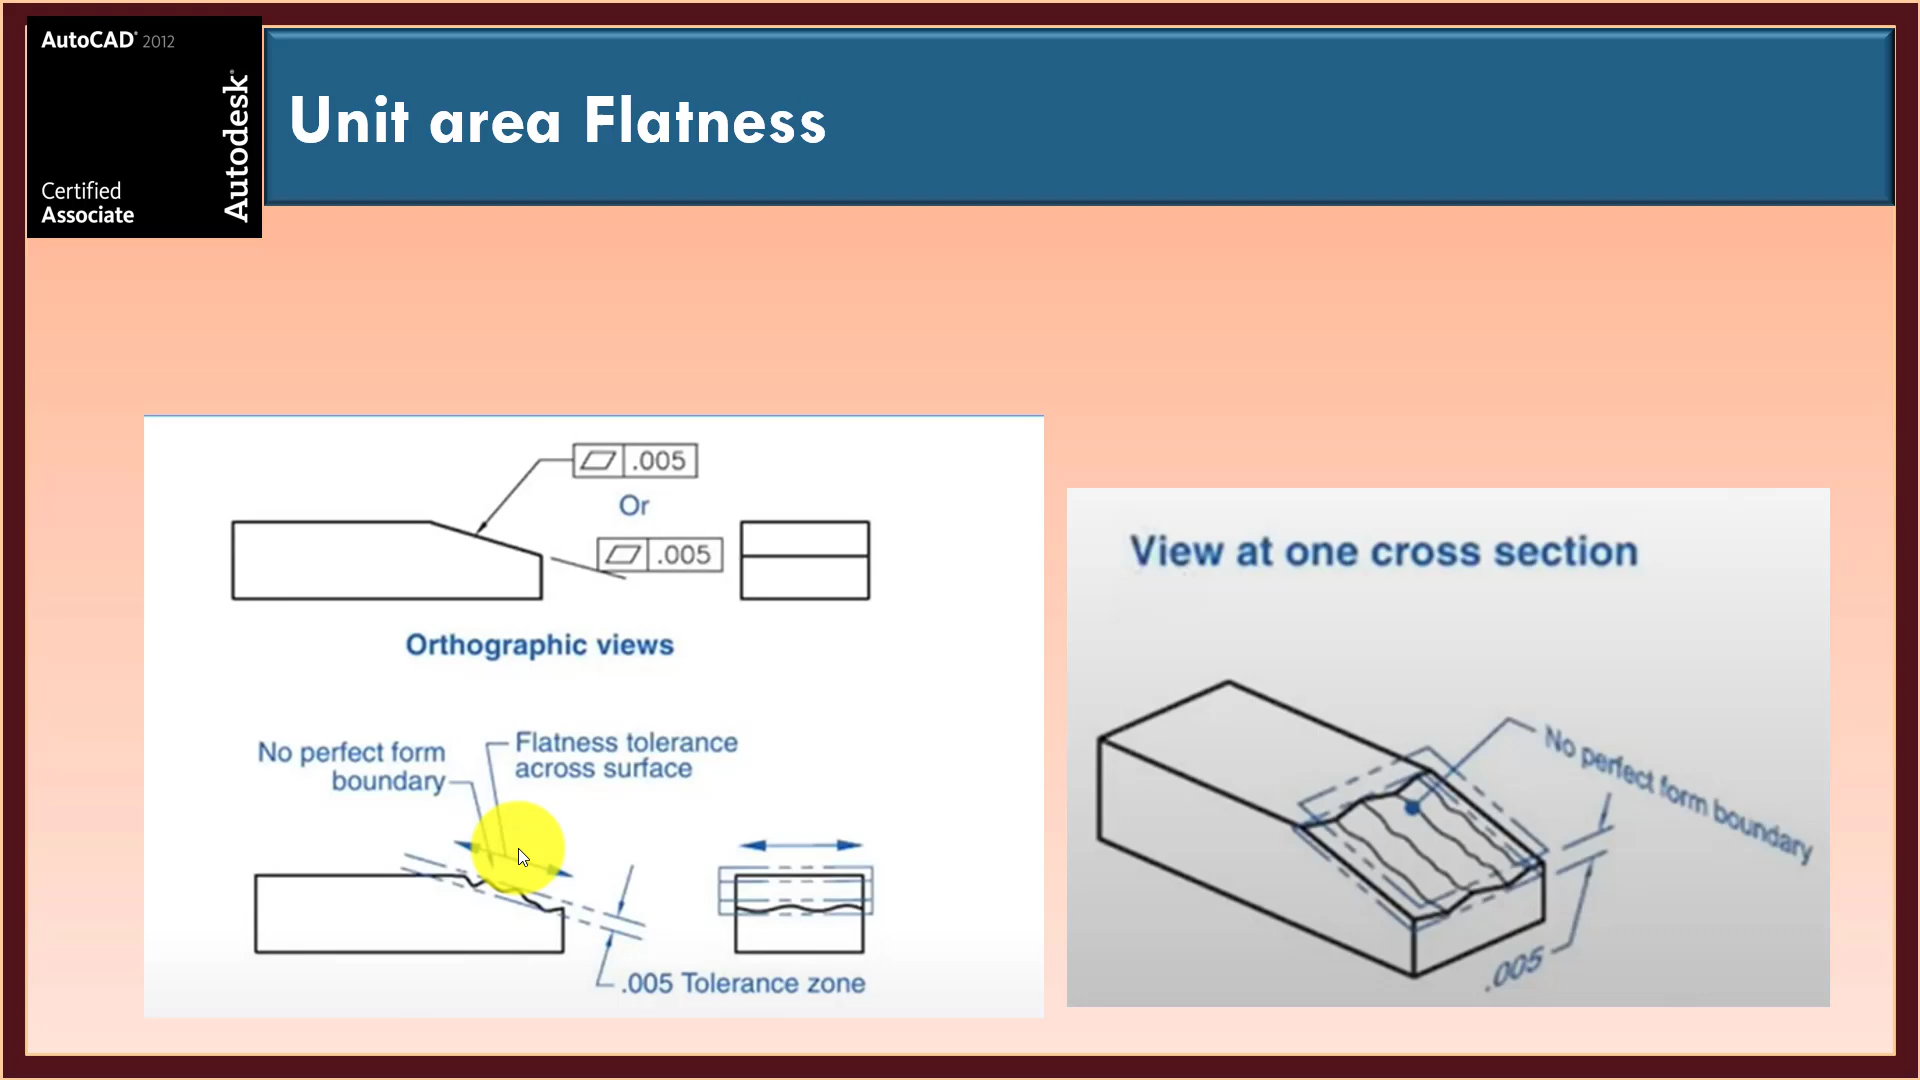 AutoCAD® 2012
Autodesk®
Certified
Associate
Unit area Flatness
.005
Or
.005
Orthographic views
No perfect form
boundary
Flatness tolerance
across surface
.005 Tolerance zone
View at one cross section
No perfect form boundary
.005